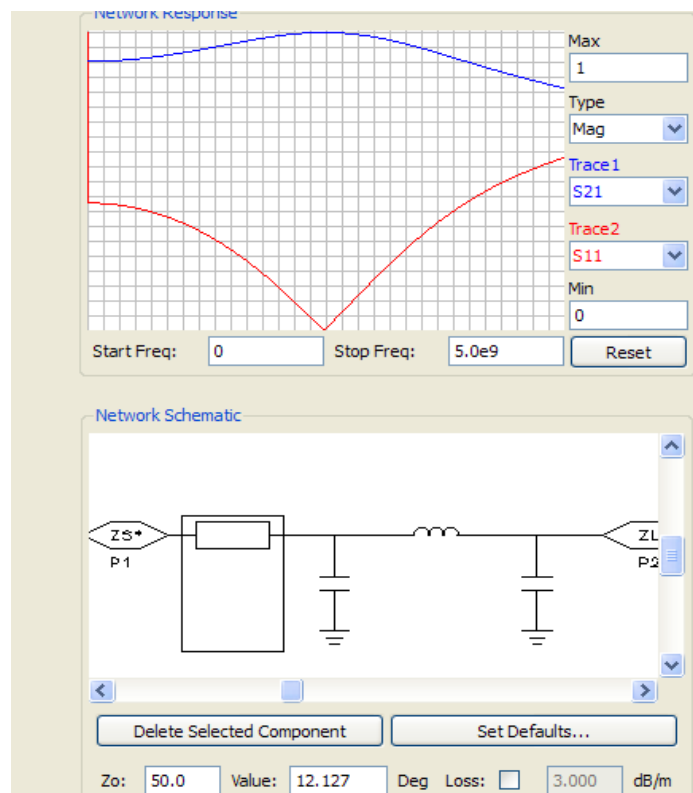 Network Response
Max
1
Type
Mag
Trace1
S21
Trace2
S11
Min
0
Start Freq: 0 Stop Freq: 5.0e9 Reset
Network Schematic
ZS* ZL
P1 P2
Delete Selected Component Set Defaults...
Zo: 50.0 Value: 12.127 Deg Loss: 3.000 dB/m